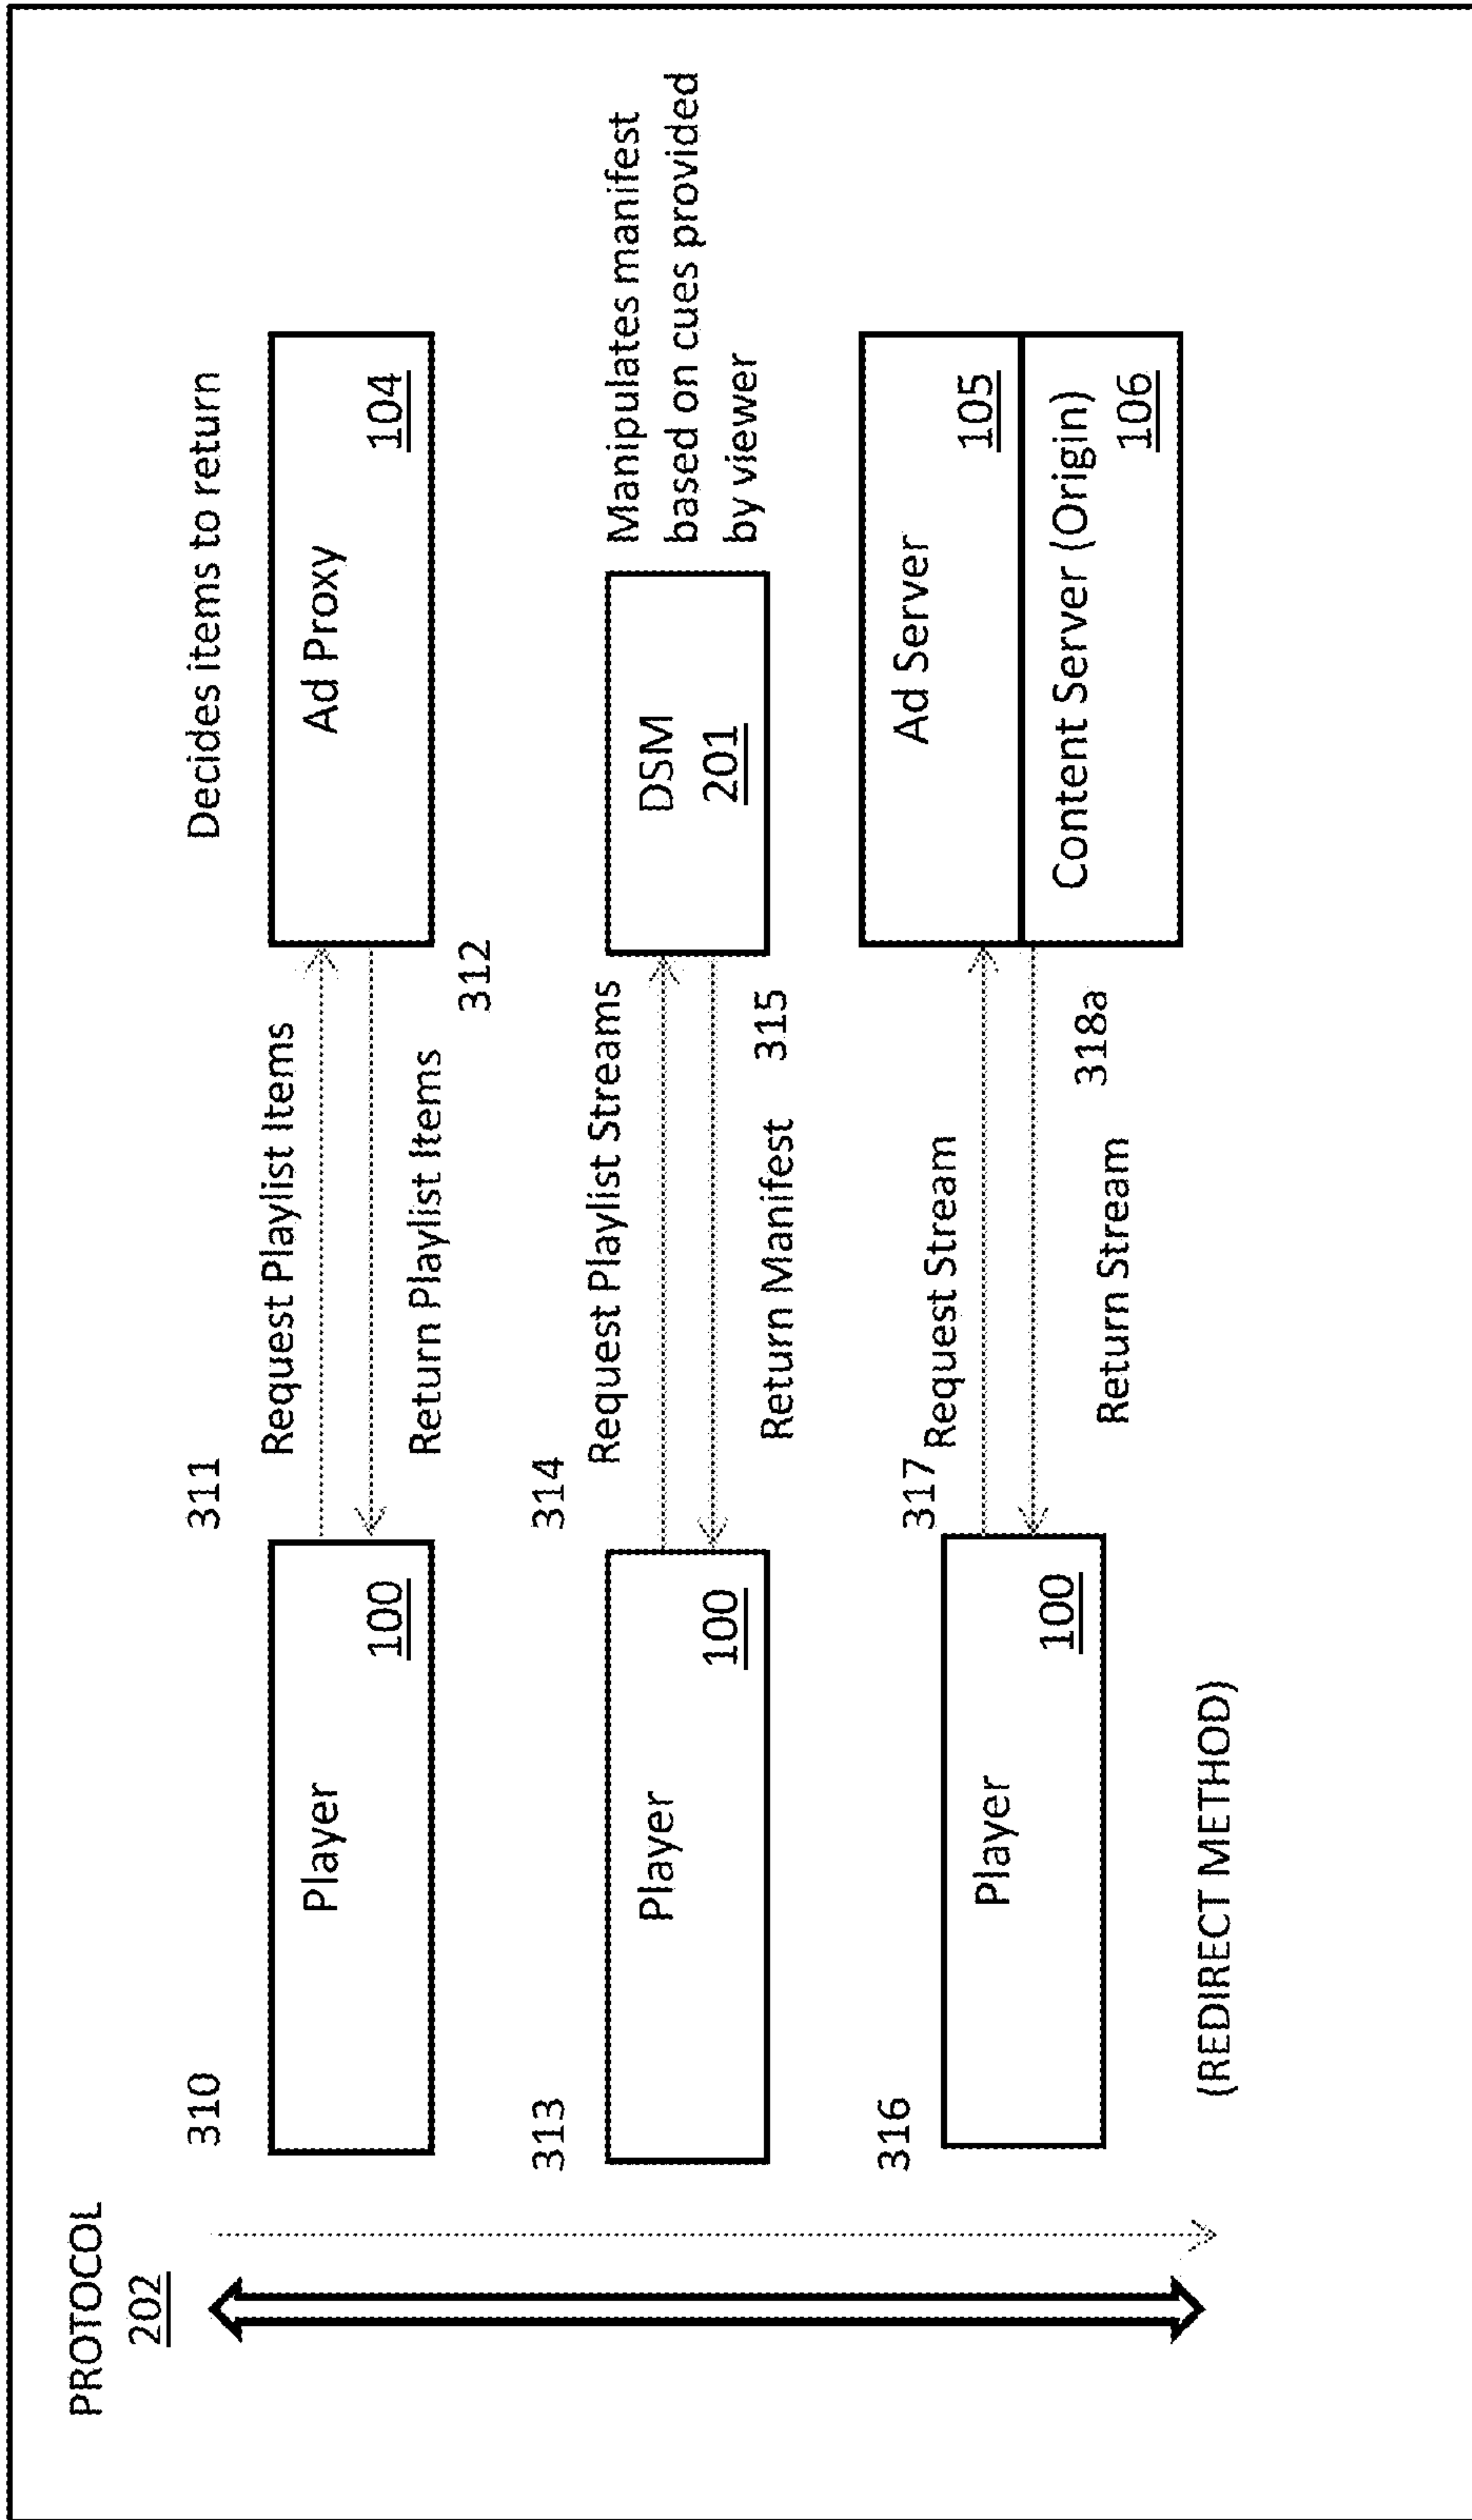 PROTOCOL
202
310
311
Decides items to return
Player
100
Request Playlist Items
Return Playlist Items
312
Ad Proxy
104
313
314
Player
100
Request Playlist Streams
Return Manifest
315
DSM
201
Manipulates manifest
based on cues provided
by viewer
316
317
Player
100
Request Stream
Return Stream
318a
Ad Server
105
Content Server (Origin)
106
(REDIRECT METHOD)